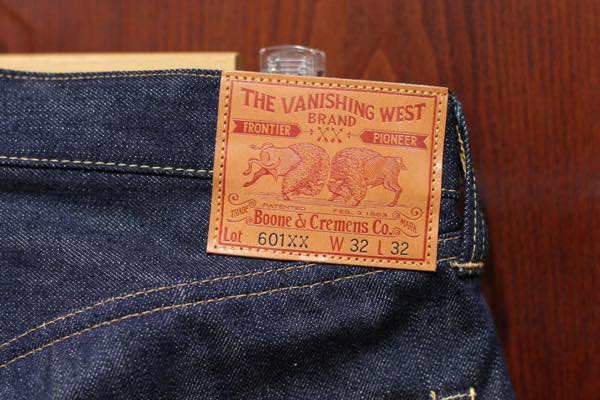 THE VANISHING WEST
BRAND
FRONTIER XX PIONEER
PATENTED FEB. 3 1863
TRADE MARK
Boone & Cremens Co.
Lot 601XX W 32 L 32